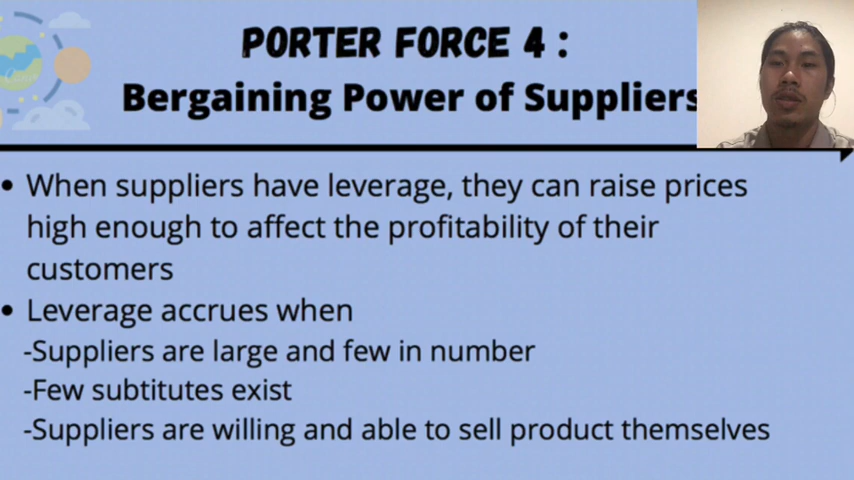 PORTER FORCE 4 :
Bergaining Power of Suppliers
• When suppliers have leverage, they can raise prices
high enough to affect the profitability of their
customers
• Leverage accrues when
-Suppliers are large and few in number
-Few subtitutes exist
-Suppliers are willing and able to sell product themselves